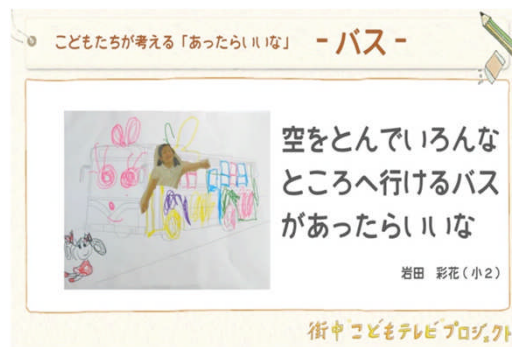 こどもたちが考える「あったらいいな」 - バス -
空をとんでいろんな
ところへ行けるバス
があったらいいな
岩田 彩花(小2)
街中こどもテレビプロジェクト